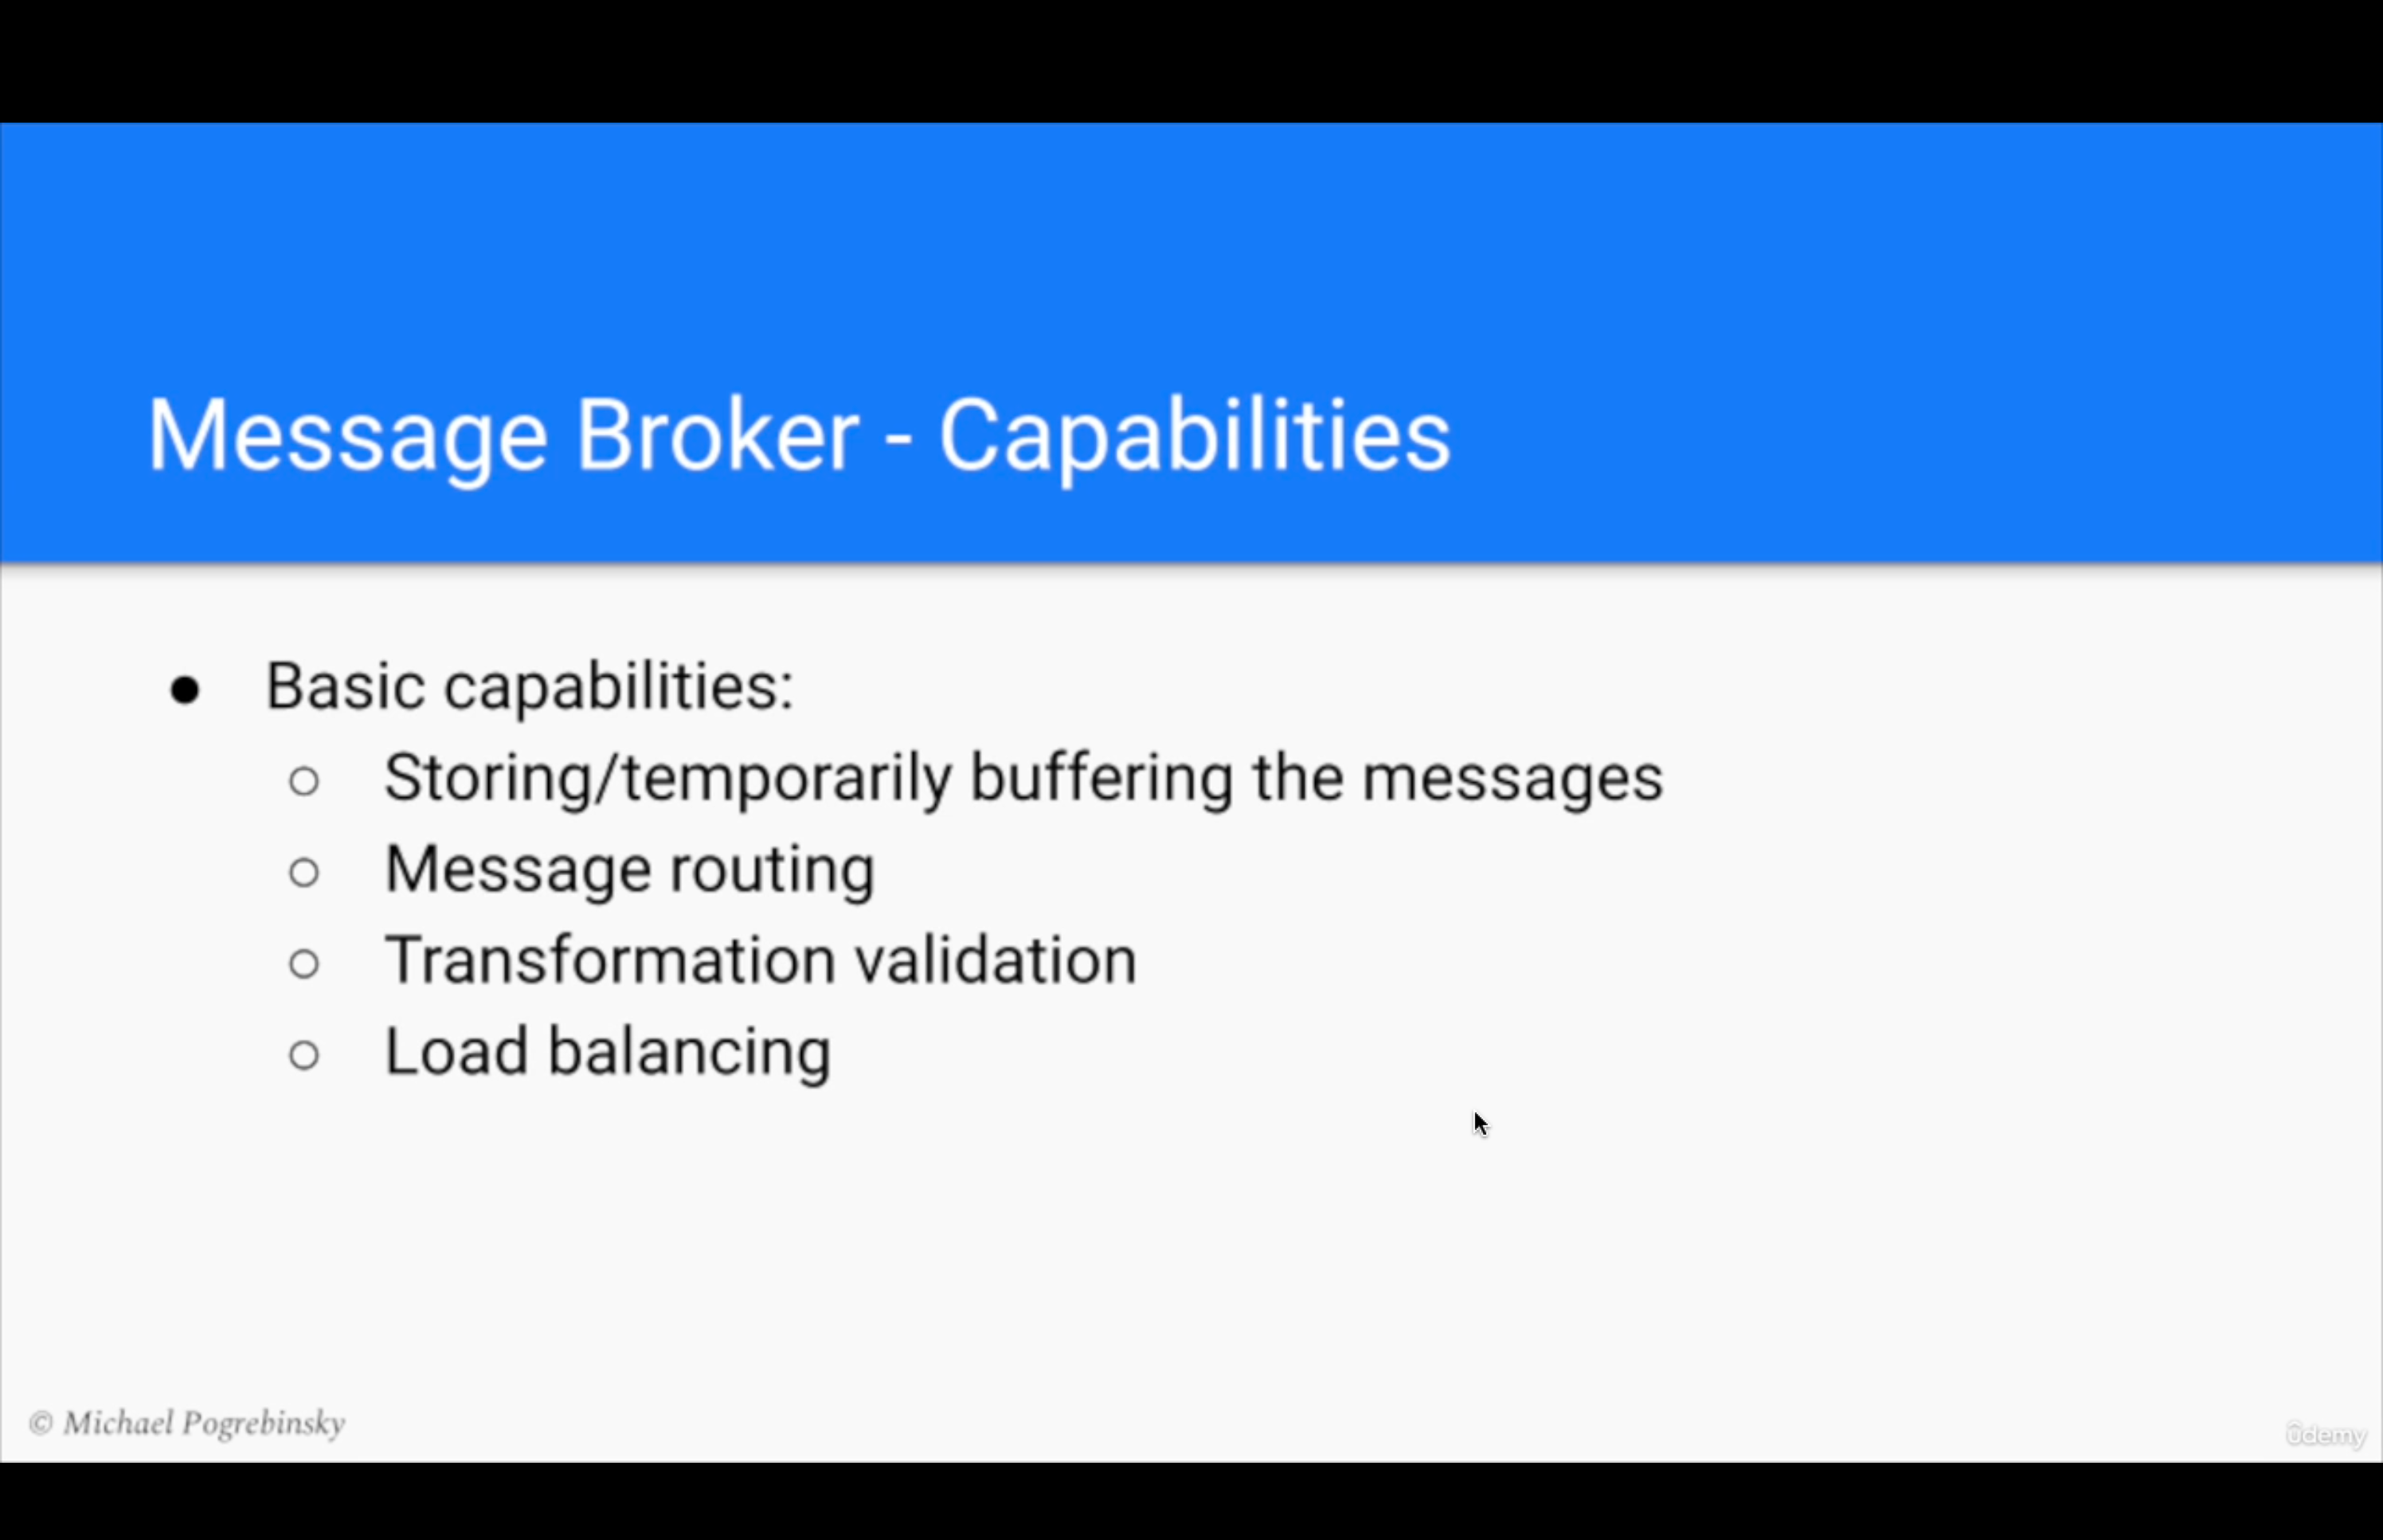 Message Broker - Capabilities
● Basic capabilities:
○ Storing/temporarily buffering the messages
○ Message routing
○ Transformation validation
○ Load balancing
© Michael Pogrebinsky
ûdemy